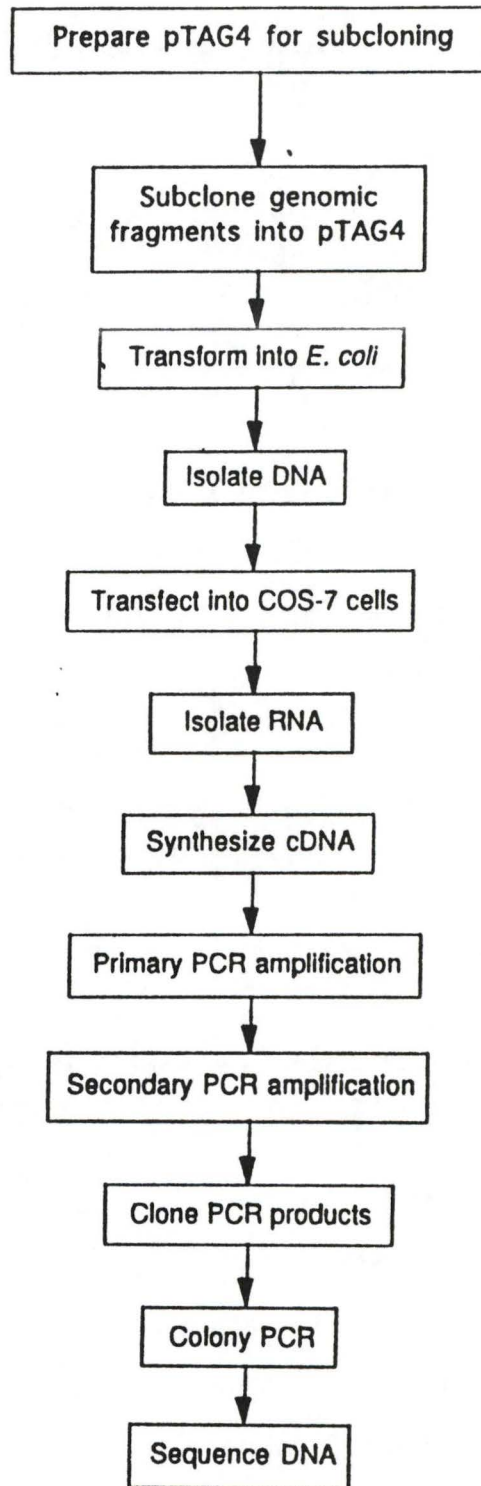 Prepare pTAG4 for subcloning
Subclone genomic
fragments into pTAG4
Transform into E. coli
Isolate DNA
Transfect into COS-7 cells
Isolate RNA
Synthesize cDNA
Primary PCR amplification
Secondary PCR amplification
Clone PCR products
Colony PCR
Sequence DNA